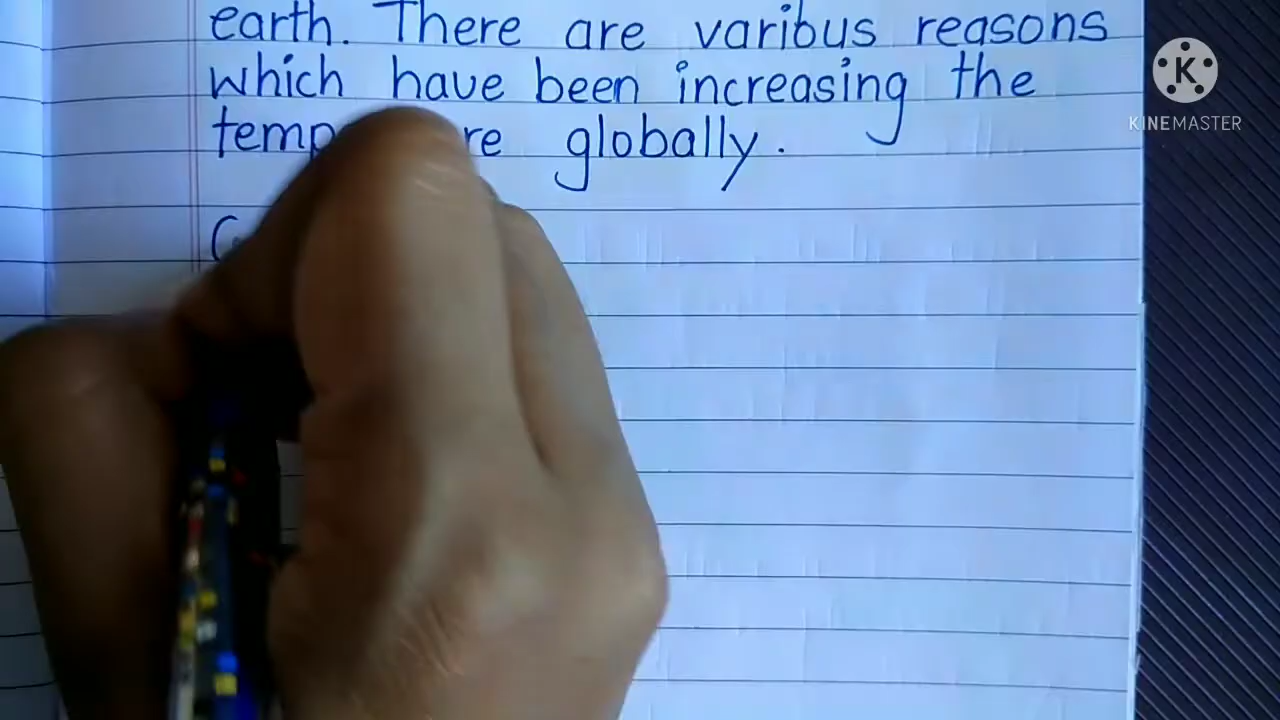 earth. There are various reasons
which have been increasing the
globally.
K
KINEMASTER